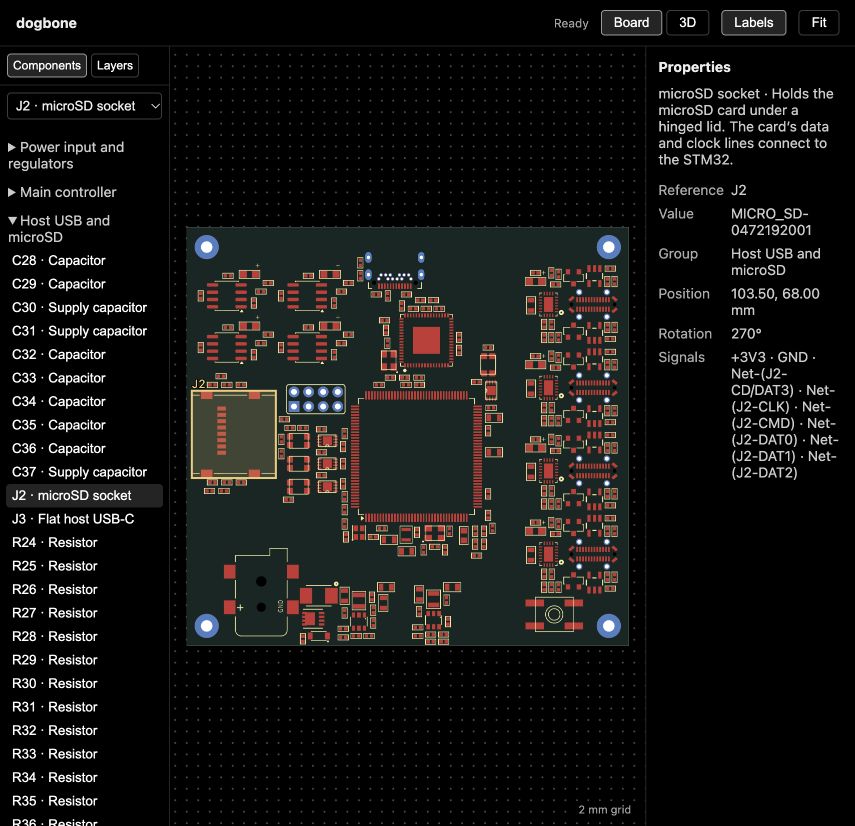 dogbone
Ready
Board
3D
Labels
Fit
Components
Layers
J2 · microSD socket
Power input and
regulators
Main controller
Host USB and
microSD
C28 · Capacitor
C29 · Capacitor
C30 · Supply capacitor
C31 · Supply capacitor
C32 · Capacitor
C33 · Capacitor
C34 · Capacitor
C35 · Capacitor
C36 · Capacitor
C37 · Supply capacitor
J2 · microSD socket
J3 · Flat host USB-C
R24 · Resistor
R25 · Resistor
R26 · Resistor
R27 · Resistor
R28 · Resistor
R29 · Resistor
R30 · Resistor
R31 · Resistor
R32 · Resistor
R33 · Resistor
R34 · Resistor
R35 · Resistor
R36 · Resistor
J2
+
GND
2 mm grid
Properties
microSD socket · Holds the
microSD card under a
hinged lid. The card's data
and clock lines connect to
the STM32.
Reference J2
Value MICRO_SD-
0472192001
Group Host USB and
microSD
Position 103.50, 68.00
mm
Rotation 270°
Signals +3V3 · GND ·
Net-(J2-
CD/DAT3) · Net-
(J2-CLK) · Net-
(J2-CMD) · Net-
(J2-DAT0) · Net-
(J2-DAT1) · Net-
(J2-DAT2)